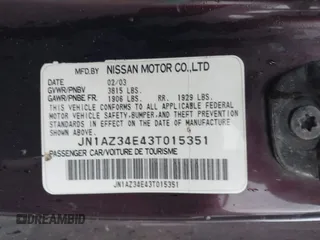 MFD.BY NISSAN MOTOR CO.,LTD
DATE 02/03
GVWR/PNBV 3815 LBS.
GAWR/PNBE FR. 1906 LBS. RR. 1929 LBS.
THIS VEHICLE CONFORMS TO ALL APPLICABLE FEDERAL
MOTOR VEHICLE SAFETY, BUMPER, AND THEFT PREVENTION
STANDARDS IN EFFECT ON THE DATE OF MANUFACTURE
SHOWN ABOVE.
JN1AZ34E43T015351
PASSENGER CAR/VOITURE DE TOURISME
JN1AZ34E43T015351
DREAMBID